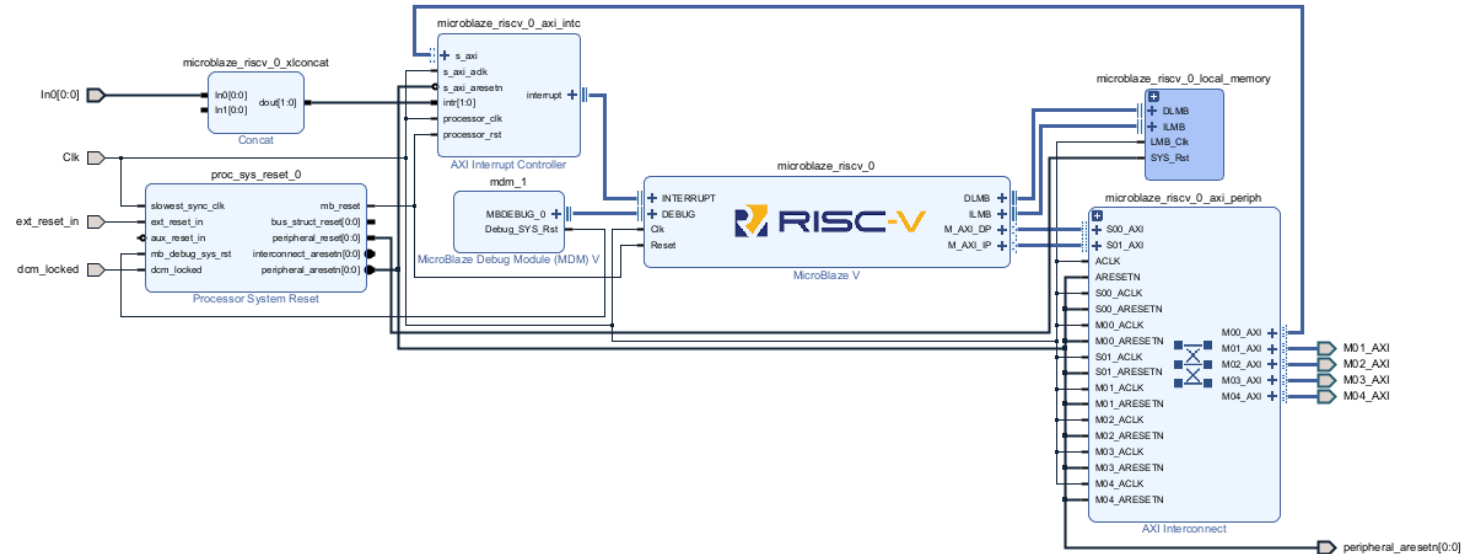 microblaze_riscv_0_axi_intc
s_axi
s_axi_aclk
s_axi_aresetn
intr[1:0]
processor_clk
processor_rst
interrupt
AXI Interrupt Controller
microblaze_riscv_0_xlconcat
In0[0:0]
In1[0:0]
dout[1:0]
Concat
In0[0:0]
Clk
ext_reset_in
dcm_locked
proc_sys_reset_0
slowest_sync_clk
ext_reset_in
aux_reset_in
mb_debug_sys_rst
dcm_locked
mb_reset
bus_struct_reset[0:0]
peripheral_reset[0:0]
interconnect_aresetn[0:0]
peripheral_aresetn[0:0]
Processor System Reset
mdm_1
MBDEBUG_0
Debug_SYS_Rst
MicroBlaze Debug Module (MDM) V
microblaze_riscv_0
INTERRUPT
DEBUG
Clk
Reset
RISC-V
DLMB
ILMB
M_AXI_DP
M_AXI_IP
MicroBlaze V
microblaze_riscv_0_local_memory
DLMB
ILMB
LMB_Clk
SYS_Rst
microblaze_riscv_0_axi_periph
S00_AXI
S01_AXI
ACLK
ARESETN
S00_ACLK
S00_ARESETN
M00_ACLK
M00_ARESETN
S01_ACLK
S01_ARESETN
M01_ACLK
M01_ARESETN
M02_ACLK
M02_ARESETN
M03_ACLK
M03_ARESETN
M04_ACLK
M04_ARESETN
M00_AXI
M01_AXI
M02_AXI
M03_AXI
M04_AXI
AXI Interconnect
M01_AXI
M02_AXI
M03_AXI
M04_AXI
peripheral_aresetn[0:0]